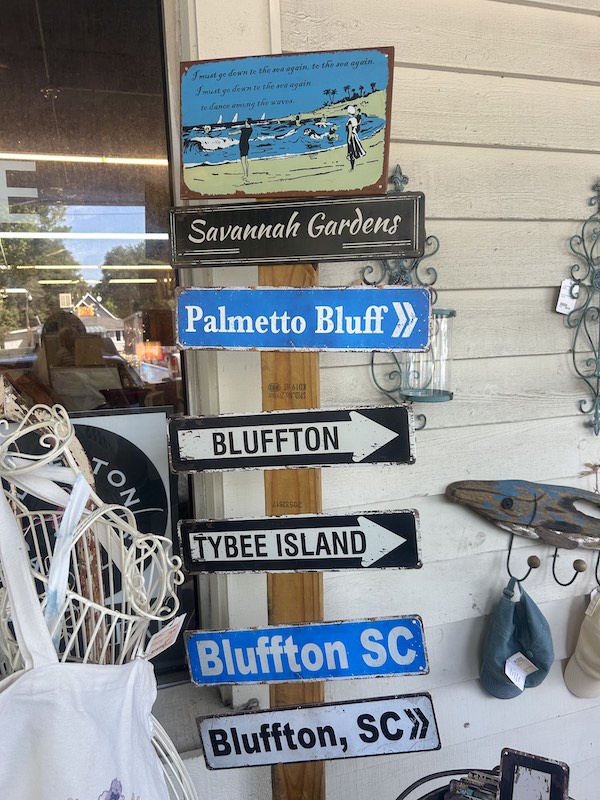 I must go down to the sea again, to the sea again.
I must go down to the sea again
to dance among the waves.
Savannah Gardens
Palmetto Bluff
BLUFFTON
TYBEE ISLAND
Bluffton SC
Bluffton, SC
E
TON